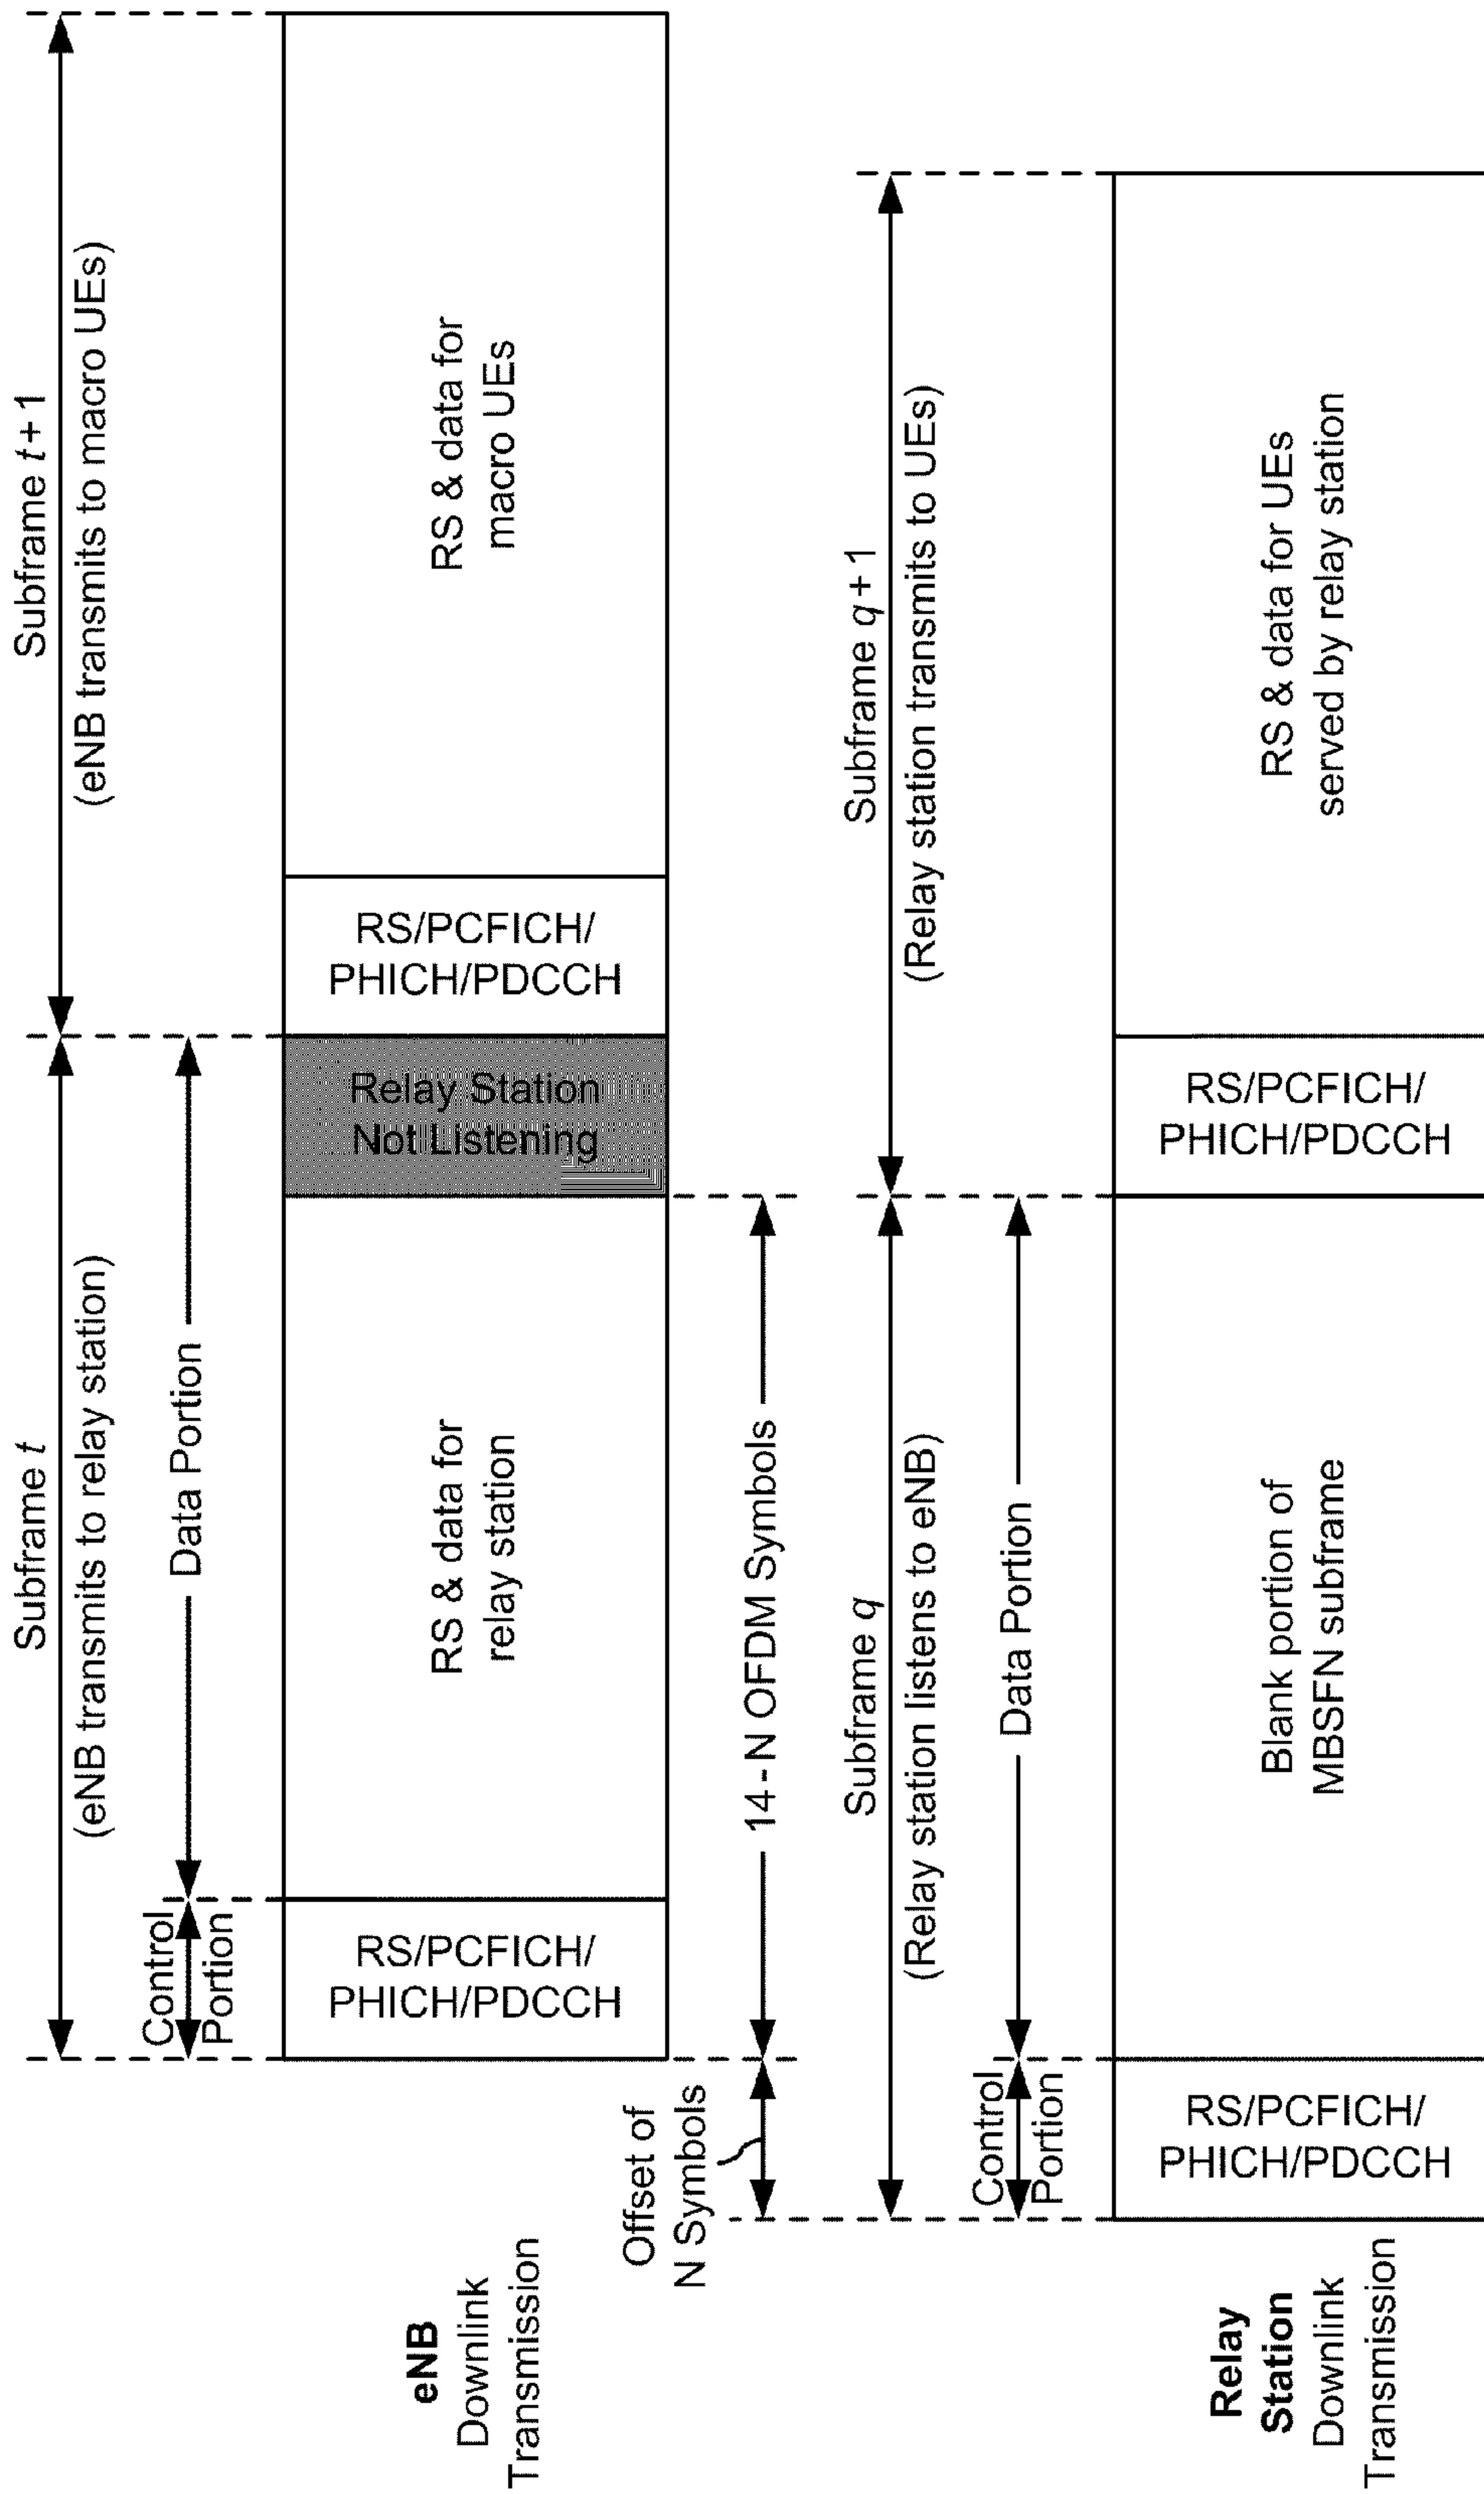 Subframe t
(eNB transmits to relay station)
Subframe t + 1
(eNB transmits to macro UEs)
Control
Portion
Data Portion
eNB
Downlink
Transmission
RS/PCFICH/
PHICH/PDCCH
RS & data for
relay station
Relay Station
Not Listening
RS/PCFICH/
PHICH/PDCCH
RS & data for
macro UEs
Offset of
N Symbols
14 - N OFDM Symbols
Subframe q
(Relay station listens to eNB)
Subframe q + 1
(Relay station transmits to UEs)
Control
Portion
Data Portion
Relay
Station
Downlink
Transmission
RS/PCFICH/
PHICH/PDCCH
Blank portion of
MBSFN subframe
RS/PCFICH/
PHICH/PDCCH
RS & data for UEs
served by relay station